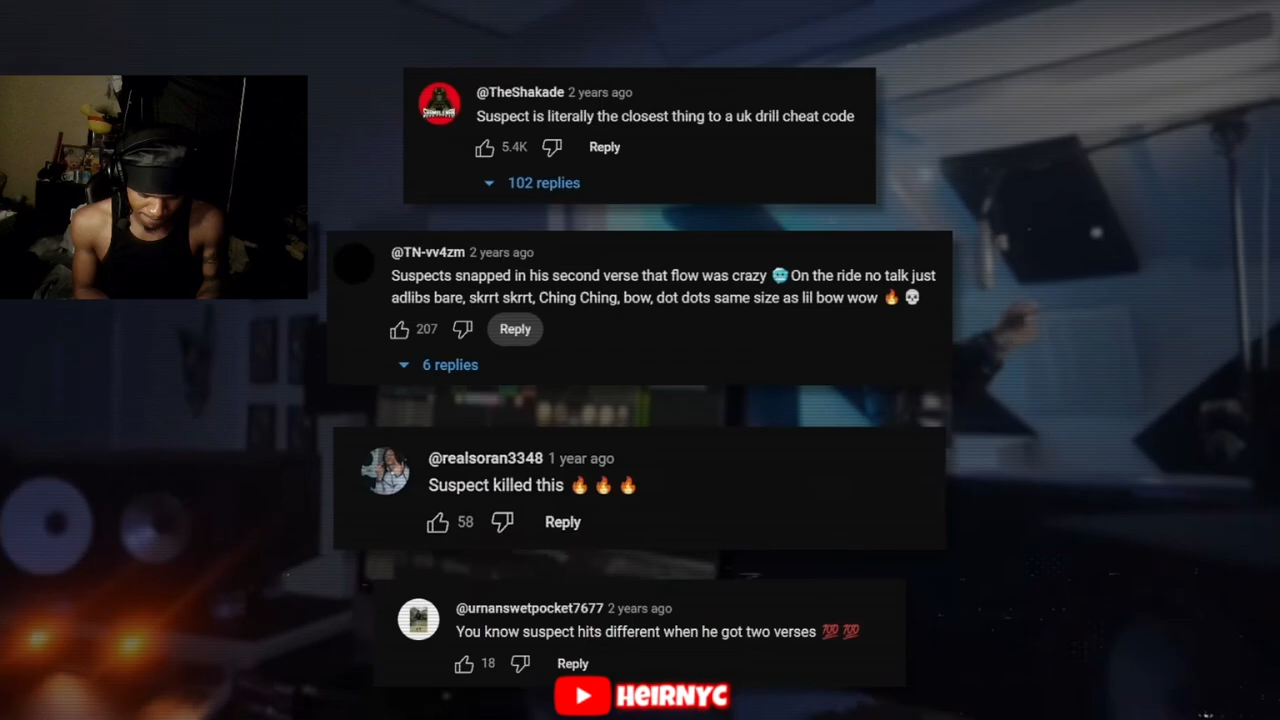 @TheShakade 2 years ago
Suspect is literally the closest thing to a uk drill cheat code
5.4K Reply
102 replies
@TN-vv4zm 2 years ago
Suspects snapped in his second verse that flow was crazy 🥶 On the ride no talk just
adlibs bare, skrrt skrrt, Ching Ching, bow, dot dots same size as lil bow wow 🔥 💀
207 Reply
6 replies
@realsoran3348 1 year ago
Suspect killed this 🔥 🔥 🔥
58 Reply
@urnanswetpocket7677 2 years ago
You know suspect hits different when he got two verses 💯 💯
18 Reply
HEIRNYC